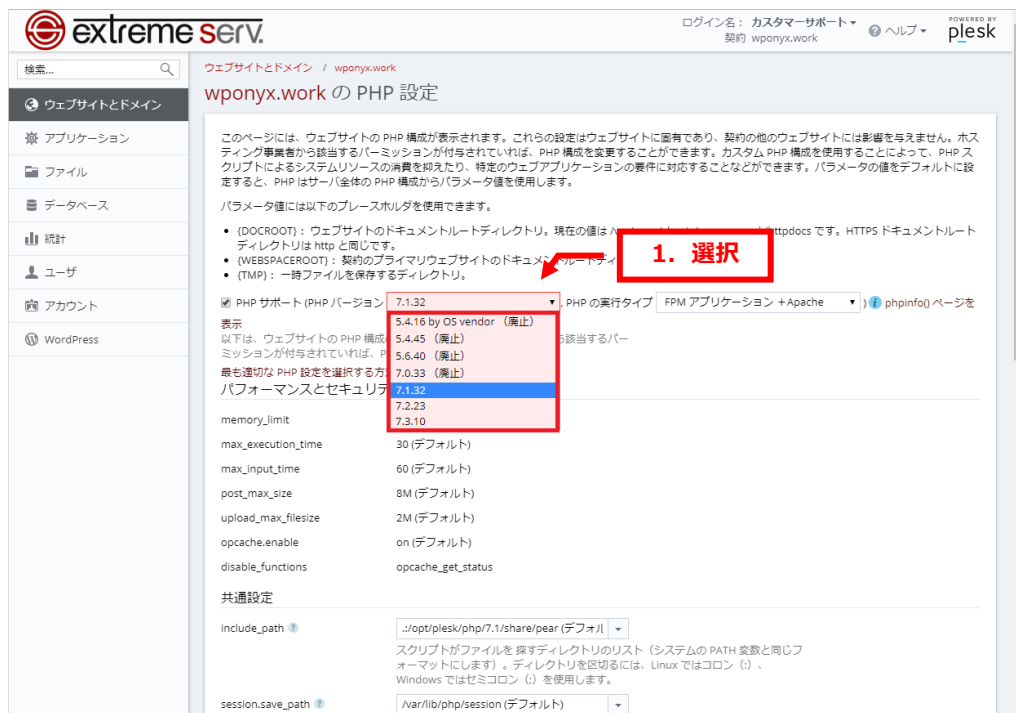 extreme serv.
ログイン名： カスタマーサポート
契約 wponyx.work
ヘルプ
POWERED BY
plesk
検索...
ウェブサイトとドメイン
アプリケーション
ファイル
データベース
統計
ユーザ
アカウント
WordPress
ウェブサイトとドメイン / wponyx.work
wponyx.work の PHP 設定
このページには、ウェブサイトの PHP 構成が表示されます。これらの設定はウェブサイトに固有であり、契約の他のウェブサイトには影響を与えません。ホス
ティング事業者から該当するパーミッションが付与されていれば、PHP 構成を変更することができます。カスタム PHP 構成を使用することによって、PHP ス
クリプトによるシステムリソースの消費を抑えたり、特定のウェブアプリケーションの要件に対応することなどができます。パラメータの値をデフォルトに設
定すると、PHP はサーバ全体の PHP 構成からパラメータ値を使用します。
パラメータ値には以下のプレースホルダを使用できます。
{DOCROOT}： ウェブサイトのドキュメントルートディレクトリ。現在の値は ttpdocs です。HTTPS ドキュメントルート
ディレクトリは http と同じです。
{WEBSPACEROOT}： 契約のプライマリウェブサイトのドキュメントルートディ
{TMP}： 一時ファイルを保存するディレクトリ。
1. 選択
PHP サポート (PHP バージョン 7.1.32 , PHP の実行タイプ FPM アプリケーション +Apache ) phpinfo() ページを
表示
以下は、ウェブサイトの PHP 構成 ら該当するパー
ミッションが付与されていれば、P
最も適切な PHP 設定を選択する方
5.4.16 by OS vendor （廃止）
5.4.45 （廃止）
5.6.40 （廃止）
7.0.33 （廃止）
7.1.32
7.2.23
7.3.10
パフォーマンスとセキュリテ
memory_limit
max_execution_time 30 (デフォルト)
max_input_time 60 (デフォルト)
post_max_size 8M (デフォルト)
upload_max_filesize 2M (デフォルト)
opcache.enable on (デフォルト)
disable_functions opcache_get_status
共通設定
include_path .:/opt/plesk/php/7.1/share/pear (デフォル
スクリプトがファイルを 探すディレクトリのリスト（システムの PATH 変数と同じフ
ォーマットにします）。ディレクトリを区切るには、Linux ではコロン（:）、
Windows ではセミコロン（;）を使用します。
session.save_path /var/lib/php/session (デフォルト)